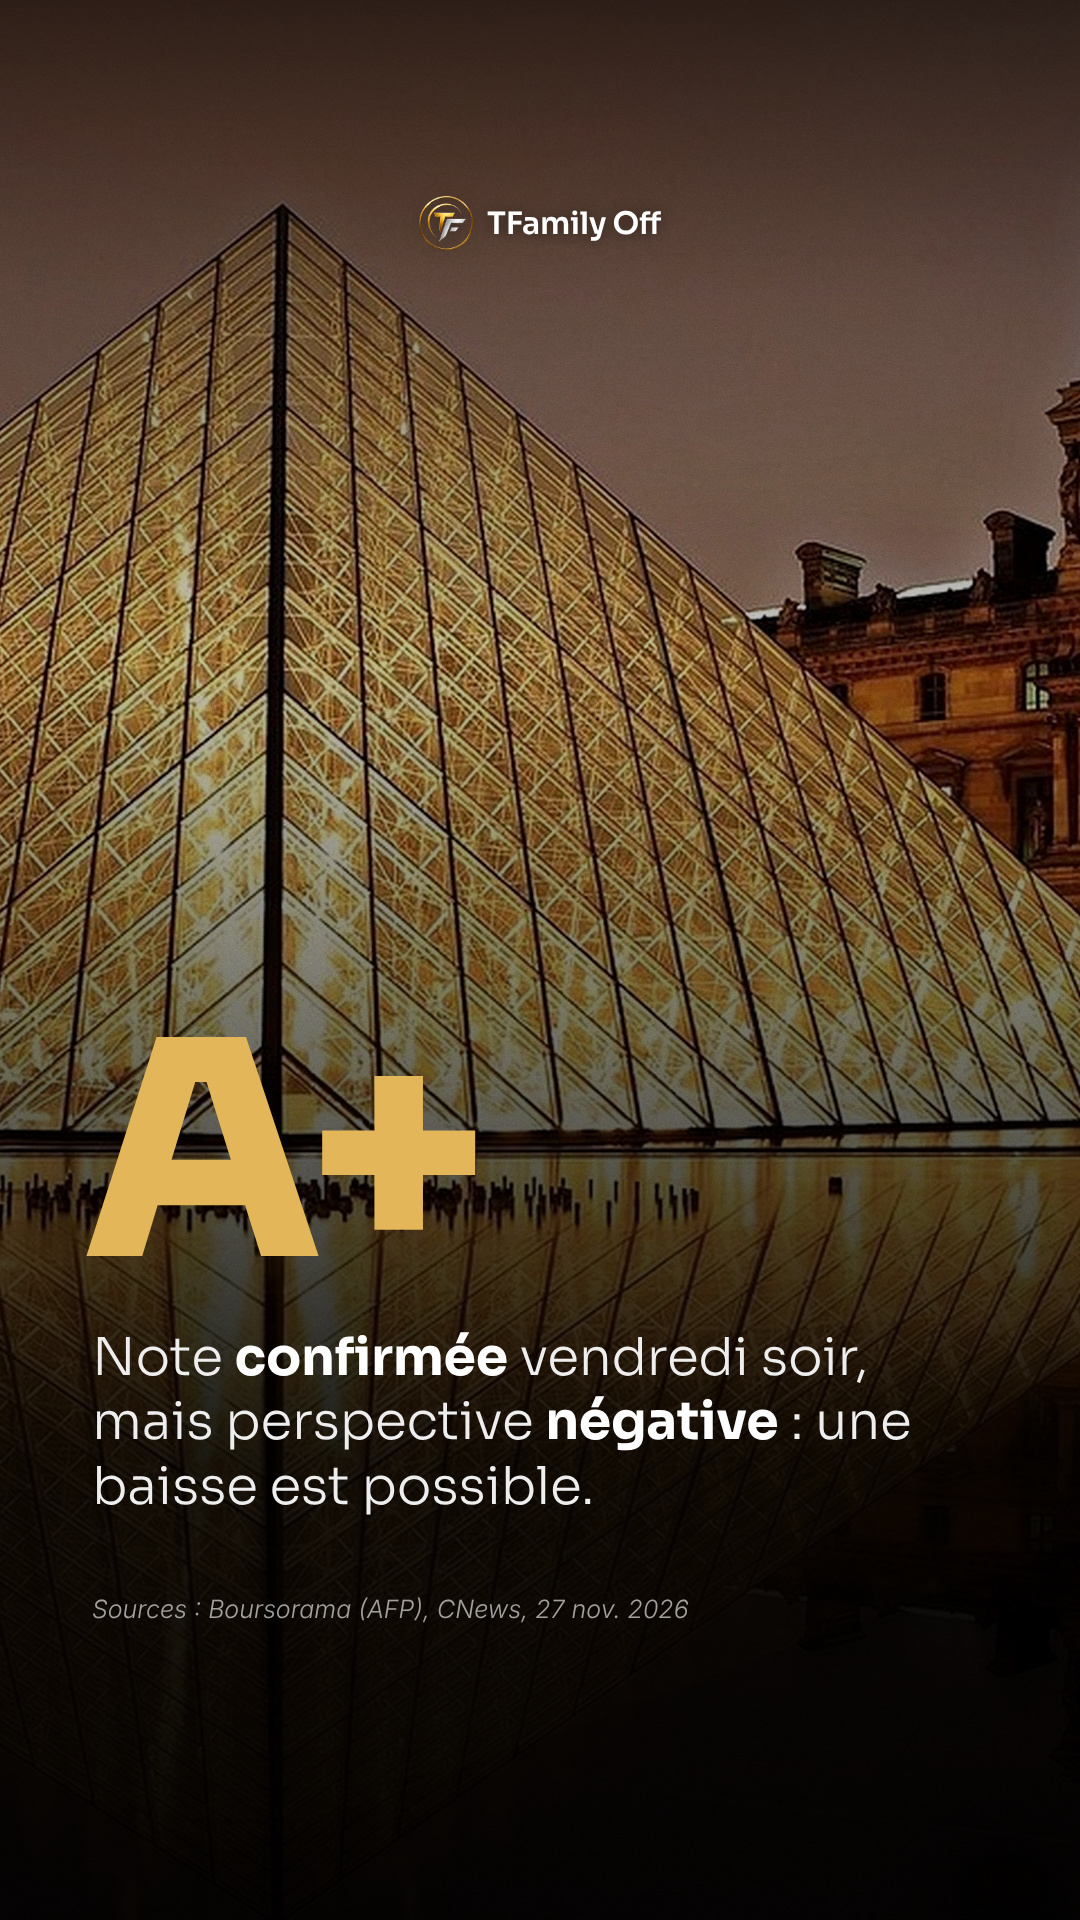 TF TFamily Off
A+
Note confirmée vendredi soir,
mais perspective négative : une
baisse est possible.
Sources : Boursorama (AFP), CNews, 27 nov. 2026